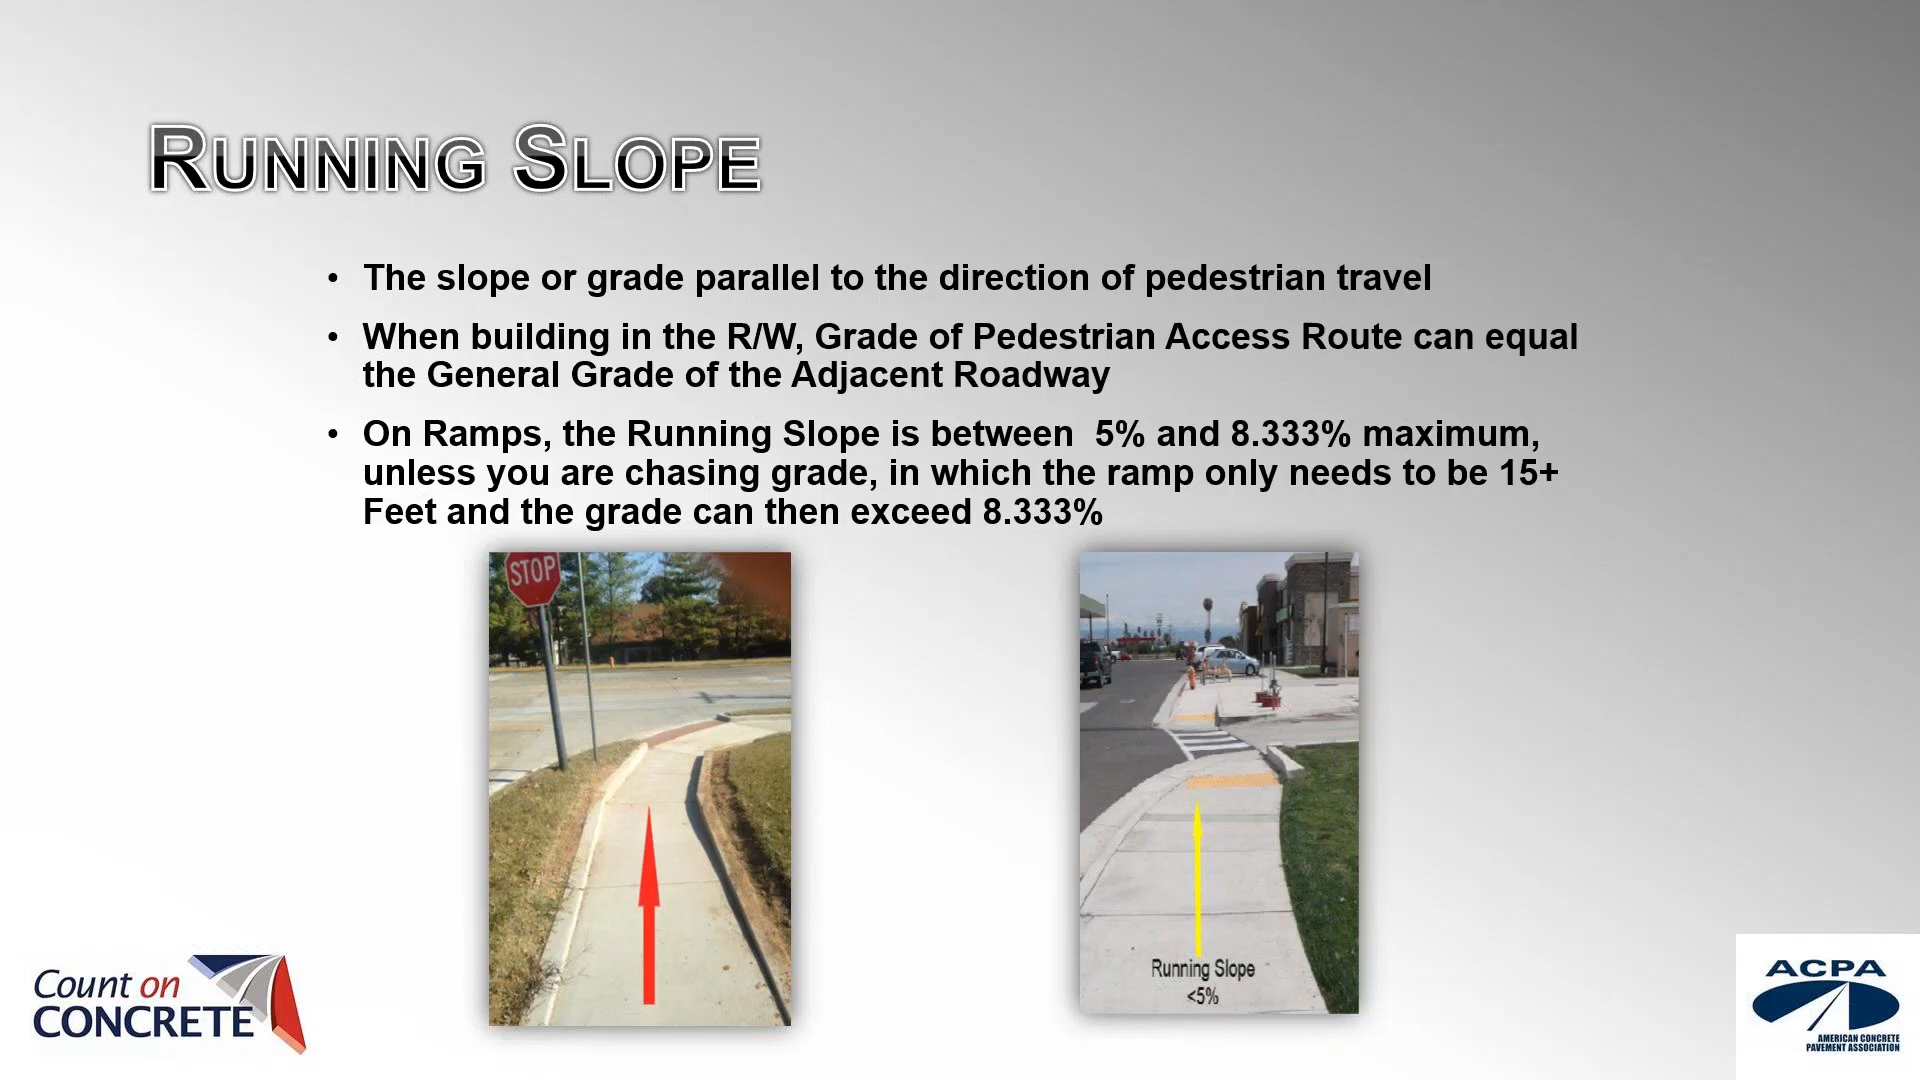 Running Slope
• The slope or grade parallel to the direction of pedestrian travel
• When building in the R/W, Grade of Pedestrian Access Route can equal
the General Grade of the Adjacent Roadway
• On Ramps, the Running Slope is between  5% and 8.333% maximum,
unless you are chasing grade, in which the ramp only needs to be 15+
Feet and the grade can then exceed 8.333%
STOP
Running Slope
<5%
Count on
CONCRETE
ACPA
AMERICAN CONCRETE
PAVEMENT ASSOCIATION